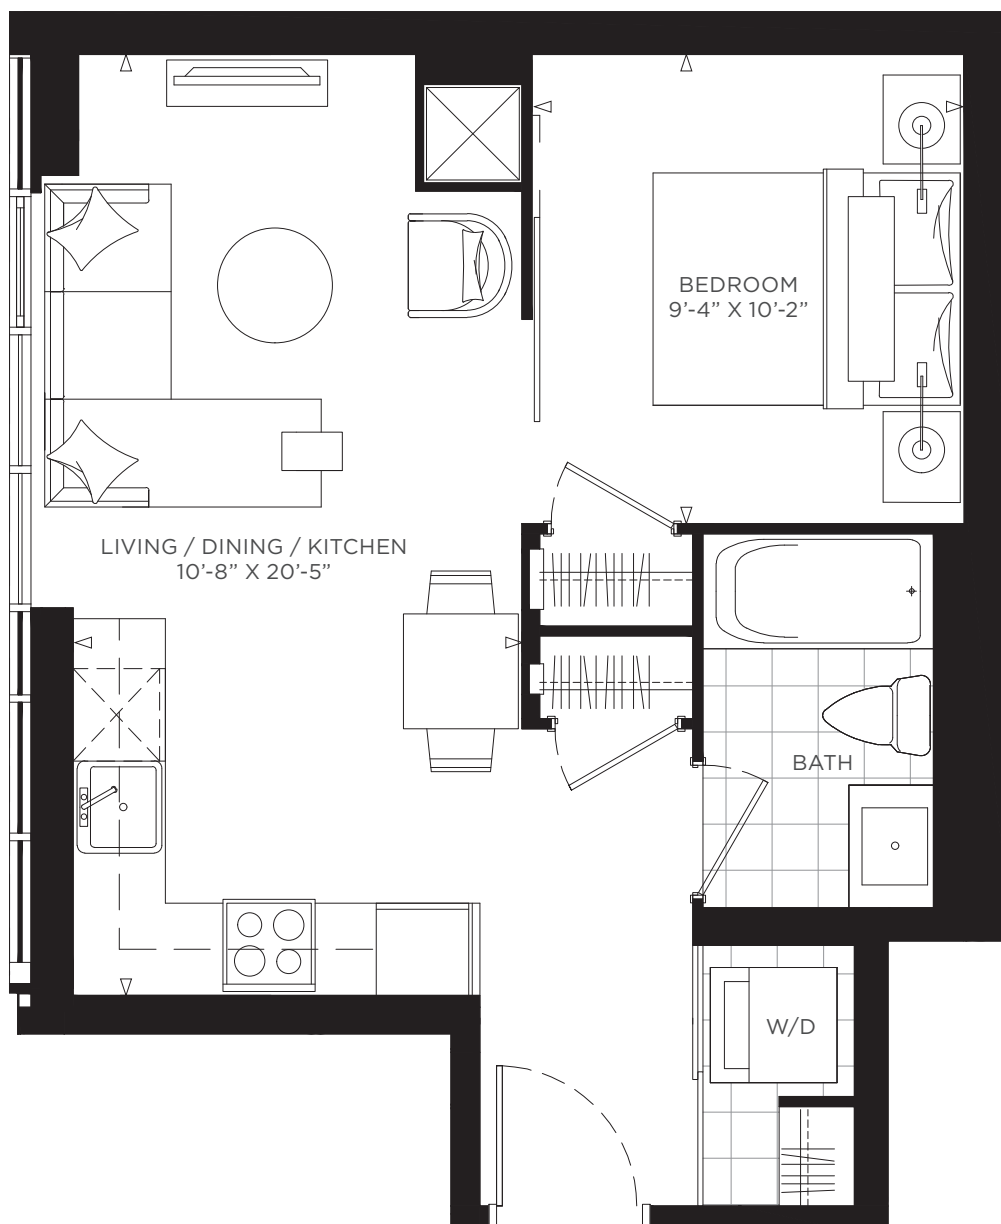 BEDROOM
9’-4” X 10’-2”
LIVING / DINING / KITCHEN
10’-8” X 20’-5”
BATH
W/D